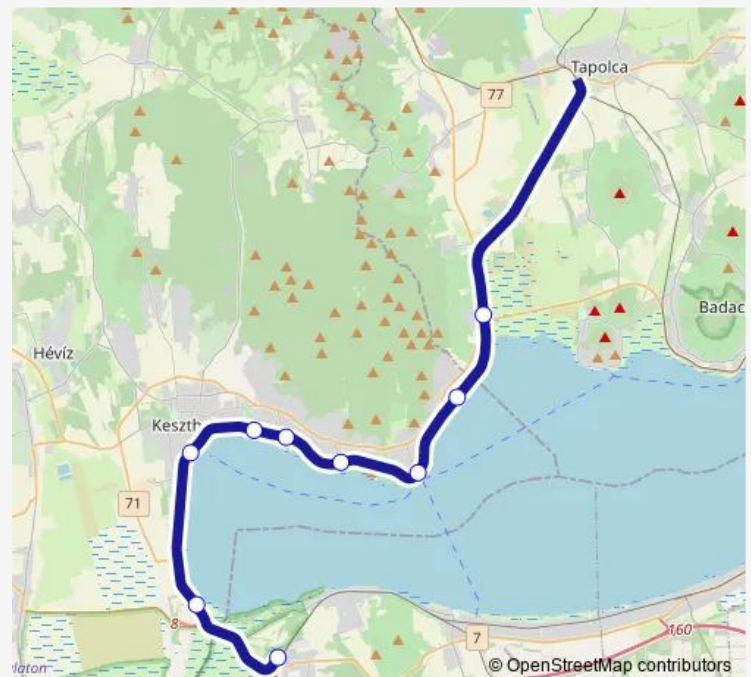 Tapolca
77
Badac
Hévíz
Keszth
71
8
7
160
laton
© OpenStreetMap contributors